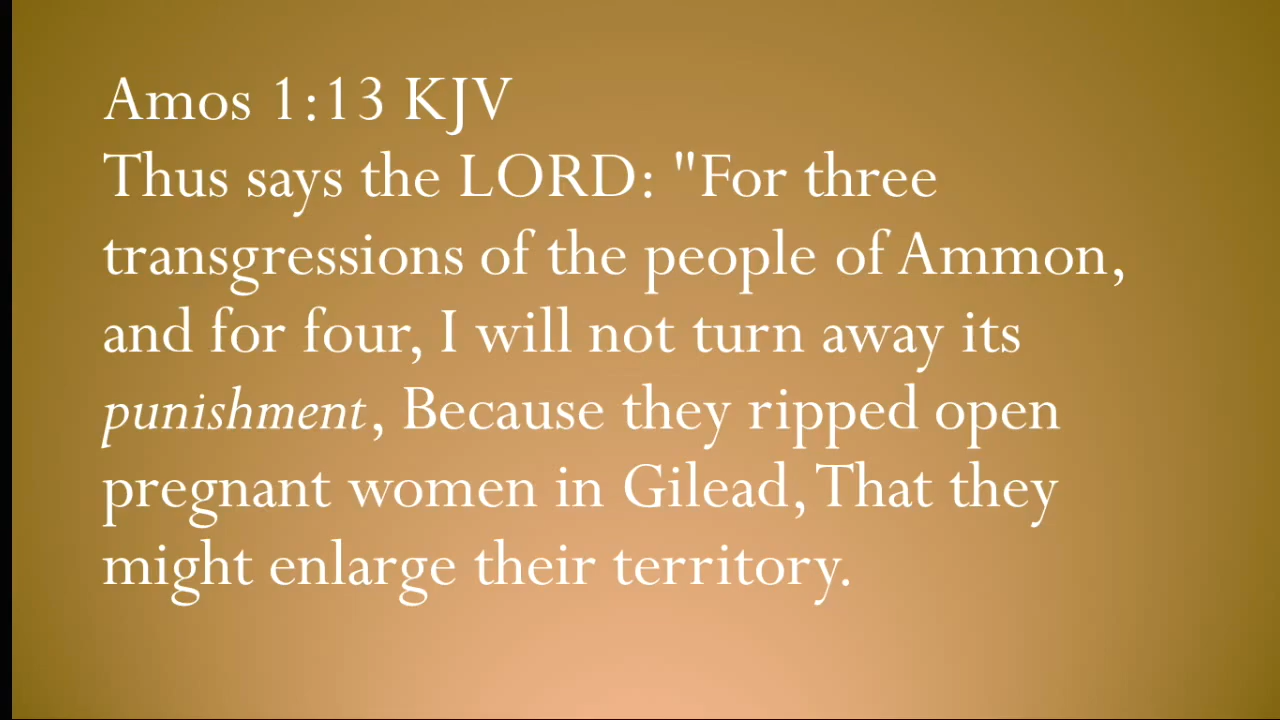 Amos 1:13 KJV
Thus says the LORD: "For three
transgressions of the people of Ammon,
and for four, I will not turn away its
punishment, Because they ripped open
pregnant women in Gilead, That they
might enlarge their territory.